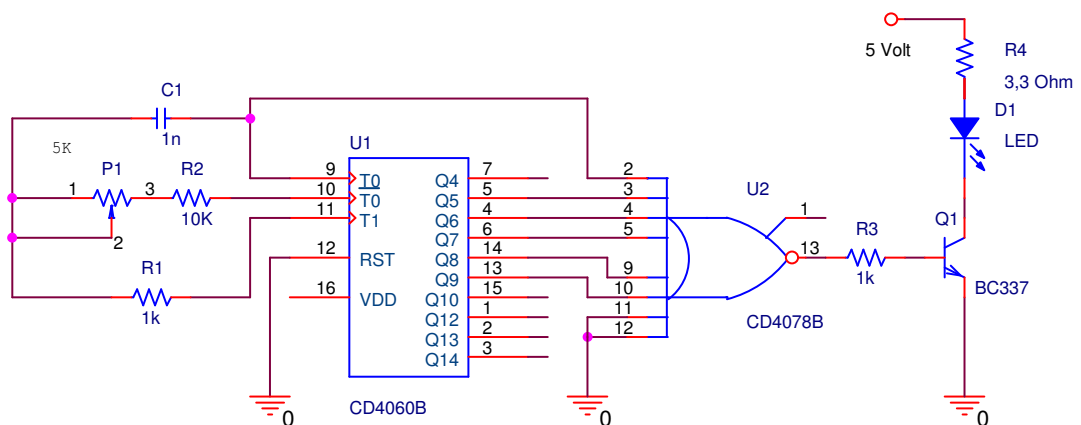 5 Volt
R4
3,3 Ohm
D1
LED
C1
1n
5K
P1
1
3
2
R2
10K
R1
1k
U1
9
10
11
12
16
T0
T0
T1
RST
VDD
Q4
Q5
Q6
Q7
Q8
Q9
Q10
Q12
Q13
Q14
7
5
4
6
14
13
15
1
2
3
CD4060B
0
2
3
4
5
9
10
11
12
U2
1
13
CD4078B
0
R3
1k
Q1
BC337
0